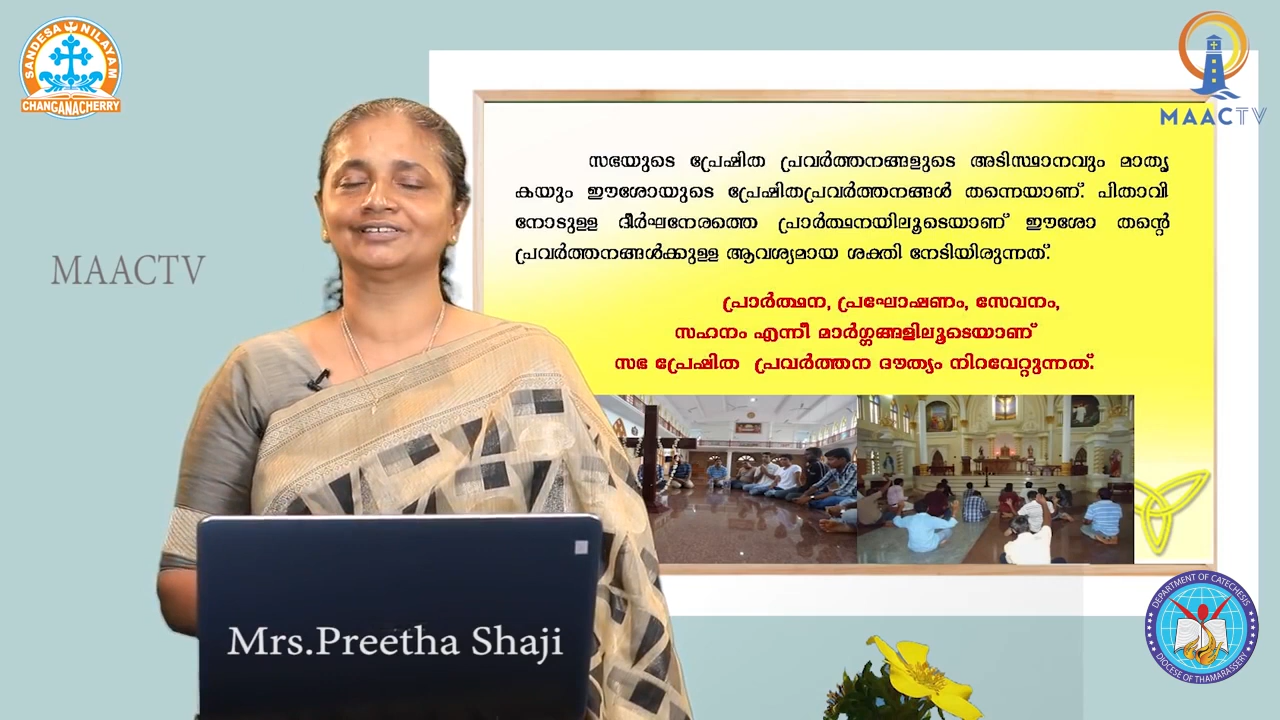 SANDESA NILAYAM
CHANGANACHERRY
MAACTV
MAACTV
സഭയുടെ പ്രേഷിത പ്രവർത്തനങ്ങളുടെ അടിസ്ഥാനവും മാതൃ
കയും ഈശോയുടെ പ്രേഷിതപ്രവർത്തനങ്ങൾ തന്നെയാണ്. പിതാവി
നോടുള്ള ദീർഘനേരത്തെ പ്രാർത്ഥനയിലൂടെയാണ് ഈശോ തന്റെ
പ്രവർത്തനങ്ങൾക്കുള്ള ആവശ്യമായ ശക്തി നേടിയിരുന്നത്.
പ്രാർത്ഥന, പ്രഘോഷണം, സേവനം,
സഹനം എന്നീ മാർഗ്ഗങ്ങളിലൂടെയാണ്
സഭ പ്രേഷിത പ്രവർത്തന ദൗത്യം നിറവേറ്റുന്നത്.
Mrs.Preetha Shaji
DEPARTMENT OF CATECHESIS
DIOCESE OF THAMARASSERY